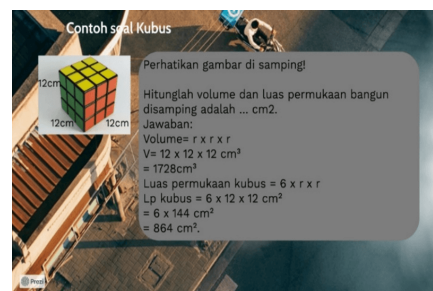 Contoh soal Kubus
12cm
12cm
12cm
Perhatikan gambar di samping!
Hitunglah volume dan luas permukaan bangun
disamping adalah ... cm2.
Jawaban:
Volume= r x r x r
V= 12 x 12 x 12 cm³
= 1728cm³
Luas permukaan kubus = 6 x r x r
Lp kubus = 6 x 12 x 12 cm²
= 6 x 144 cm²
= 864 cm².
Prezi